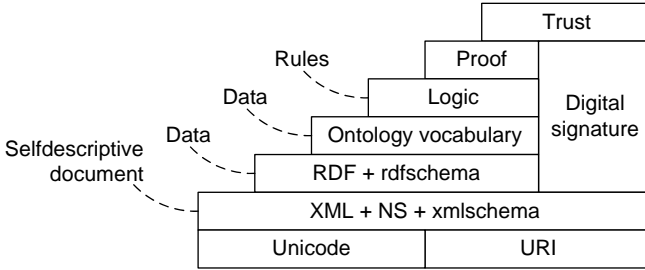 Trust
Rules
Proof
Data
Logic
Digital
signature
Data
Ontology vocabulary
Selfdescriptive
document
RDF + rdfschema
XML + NS + xmlschema
Unicode
URI